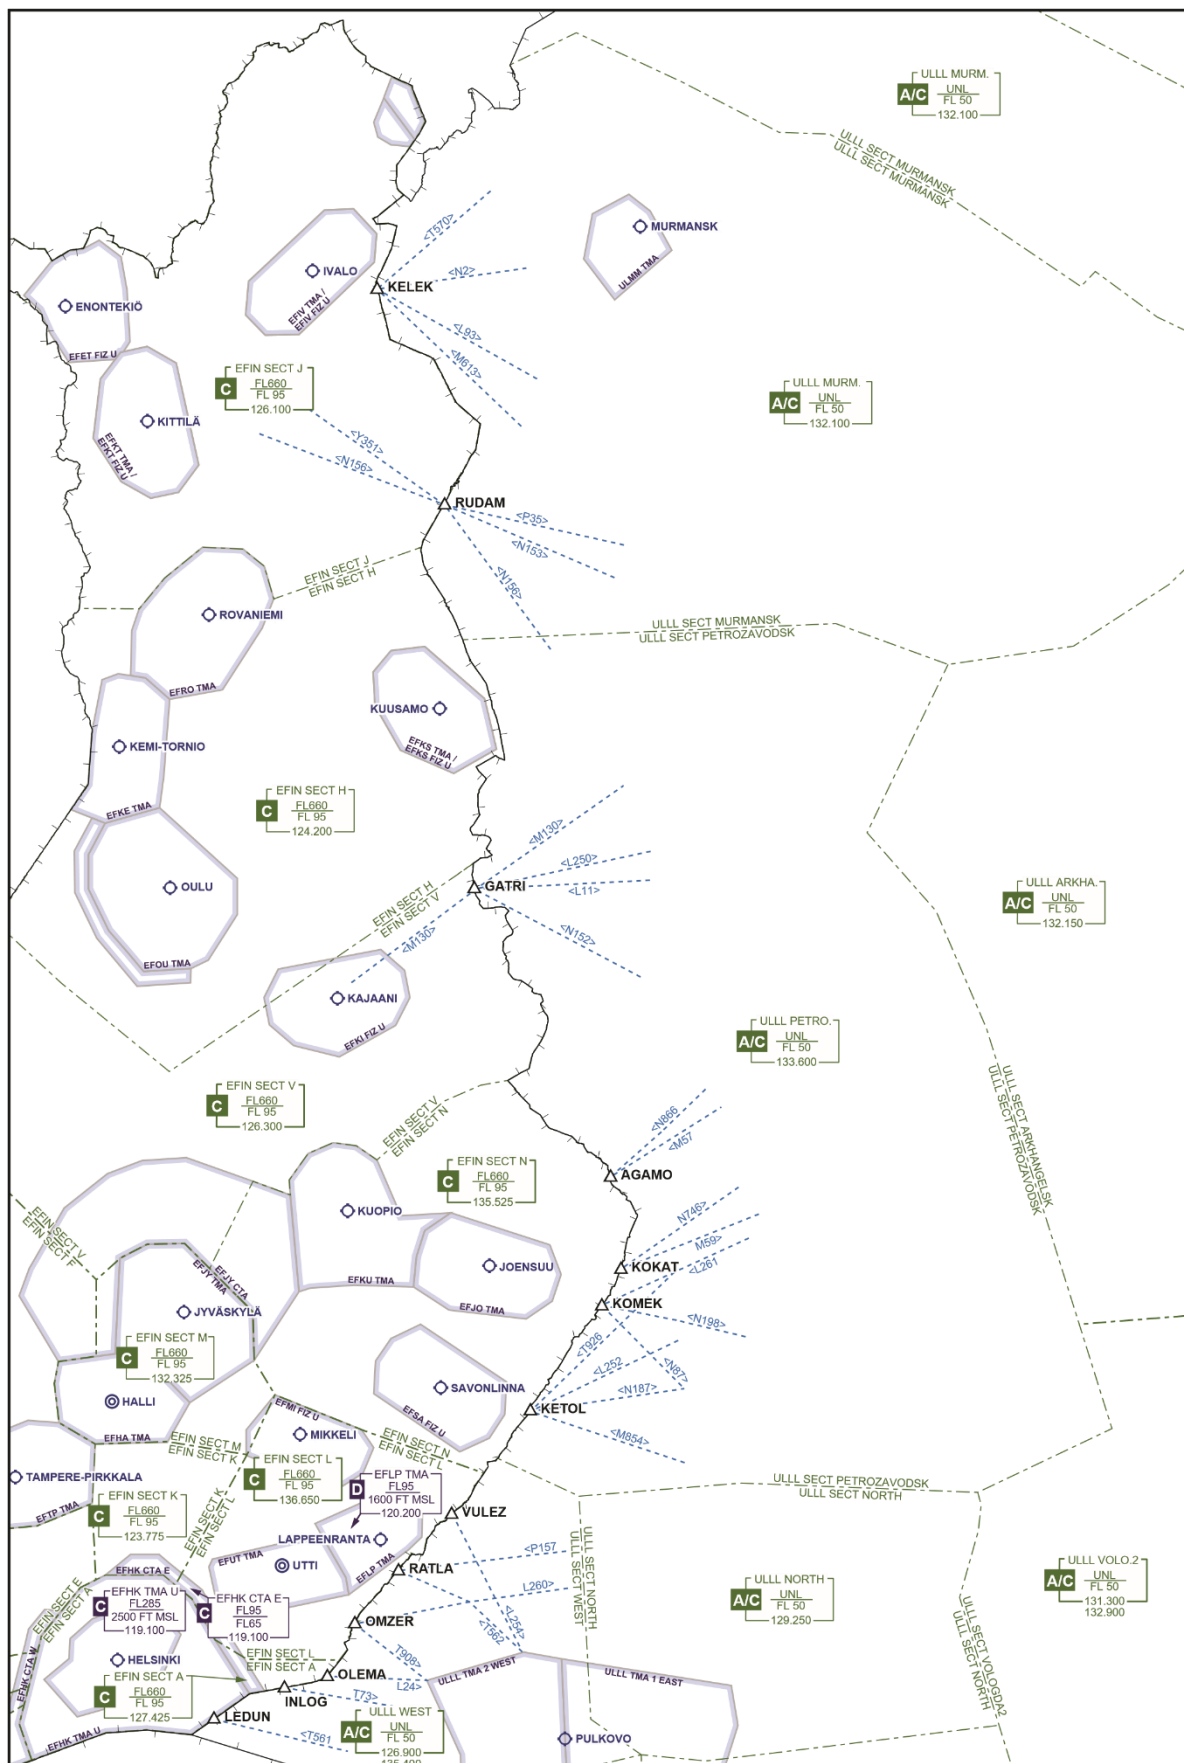 ULLL MURM.
A/C
UNL
FL 50
132.100
ULLL SECT MURMANSK
ULLL SECT MURMANSK
<T570>
MURMANSK
<N2>
IVALO
KELEK
ULMM TMA
ENONTEKIÖ
EFIV TMA /
EFIV FIZ U
<L93>
EFET FIZ U
<M613>
EFIN SECT J
C
FL660
FL 95
126.100
ULLL MURM.
A/C
UNL
FL 50
132.100
KITTILÄ
<Y351>
EFKT TMA /
EFKT FIZ U
<N156>
RUDAM
<P35>
<N153>
EFIN SECT J
EFIN SECT H
<N156>
ROVANIEMI
ULLL SECT MURMANSK
ULLL SECT PETROZAVODSK
EFRO TMA
KUUSAMO
KEMI-TORNIO
EFKS TMA /
EFKS FIZ U
EFIN SECT H
C
FL660
FL 95
124.200
EFKE TMA
<M130>
<L250>
OULU
GATRI
<L11>
ULLL ARKHA.
A/C
UNL
FL 50
132.150
EFIN SECT H
EFIN SECT V
<M130>
<N152>
EFOU TMA
KAJAANI
EFKI FIZ U
ULLL PETRO.
A/C
UNL
FL 50
133.600
EFIN SECT V
C
FL660
FL 95
126.300
ULLL SECT ARKHANGELSK
ULLL SECT PETROZAVODSK
EFIN SECT V
EFIN SECT N
<N866
<M57
EFIN SECT N
C
FL660
FL 95
135.525
AGAMO
KUOPIO
N746>
EFIN SECT V
EFIN SECT F
M59>
<L261
JOENSUU
KOKAT
EFJY CTA
EFJY TMA
EFKU TMA
EFJO TMA
KOMEK
JYVÄSKYLÄ
<N198>
EFIN SECT M
C
FL660
FL 95
132.325
<T926
<L252
<N87>
SAVONLINNA
<N187>
HALLI
EFMI FIZ U
EFSA FIZ U
KETOL
MIKKELI
<M854>
EFHA TMA
EFIN SECT M
EFIN SECT K
EFIN SECT N
EFIN SECT L
EFIN SECT L
C
FL660
FL 95
136.650
EFLP TMA
D
FL95
1600 FT MSL
120.200
TAMPERE-PIRKKALA
ULLL SECT PETROZAVODSK
ULLL SECT NORTH
EFIN SECT K
C
FL660
FL 95
123.775
EFTP TMA
EFIN SECT K
EFIN SECT L
VULEZ
LAPPEENRANTA
ULLL SECT NORTH
ULLL SECT WEST
<P157
EFUT TMA
UTTI
EFLP TMA
RATLA
EFHK CTA E
L260>
ULLL NORTH
A/C
UNL
FL 50
129.250
ULLL VOLO.2
A/C
UNL
FL 50
131.300
132.900
EFIN SECT E
EFIN SECT A
EFHK TMA U
C
FL285
2500 FT MSL
119.100
EFHK CTA E
C
FL95
FL65
119.100
OMZER
<L254>
<T562
ULLL SECT VOLOGDA2
ULLL SECT NORTH
EFHK CTA W
HELSINKI
EFIN SECT L
EFIN SECT A
T908>
EFIN SECT A
C
FL660
FL 95
127.425
OLEMA
L24>
ULLL TMA 2 WEST
ULLL TMA 1 EAST
INLOG
T73>
LEDUN
<T561
ULLL WEST
A/C
UNL
FL 50
126.900
PULKOVO
EFHK TMA U